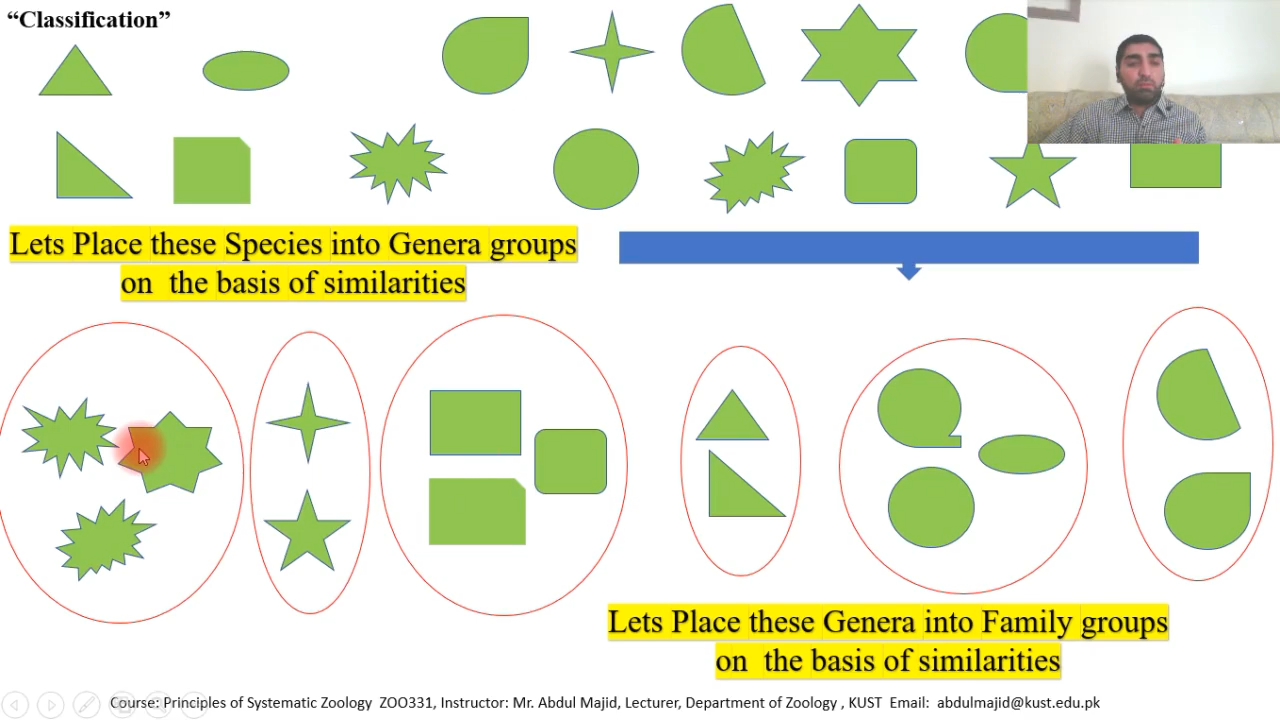 “Classification”
Lets Place these Species into Genera groups
on the basis of similarities
Lets Place these Genera into Family groups
on the basis of similarities
Course: Principles of Systematic Zoology ZOO331, Instructor: Mr. Abdul Majid, Lecturer, Department of Zoology , KUST Email: abdulmajid@kust.edu.pk